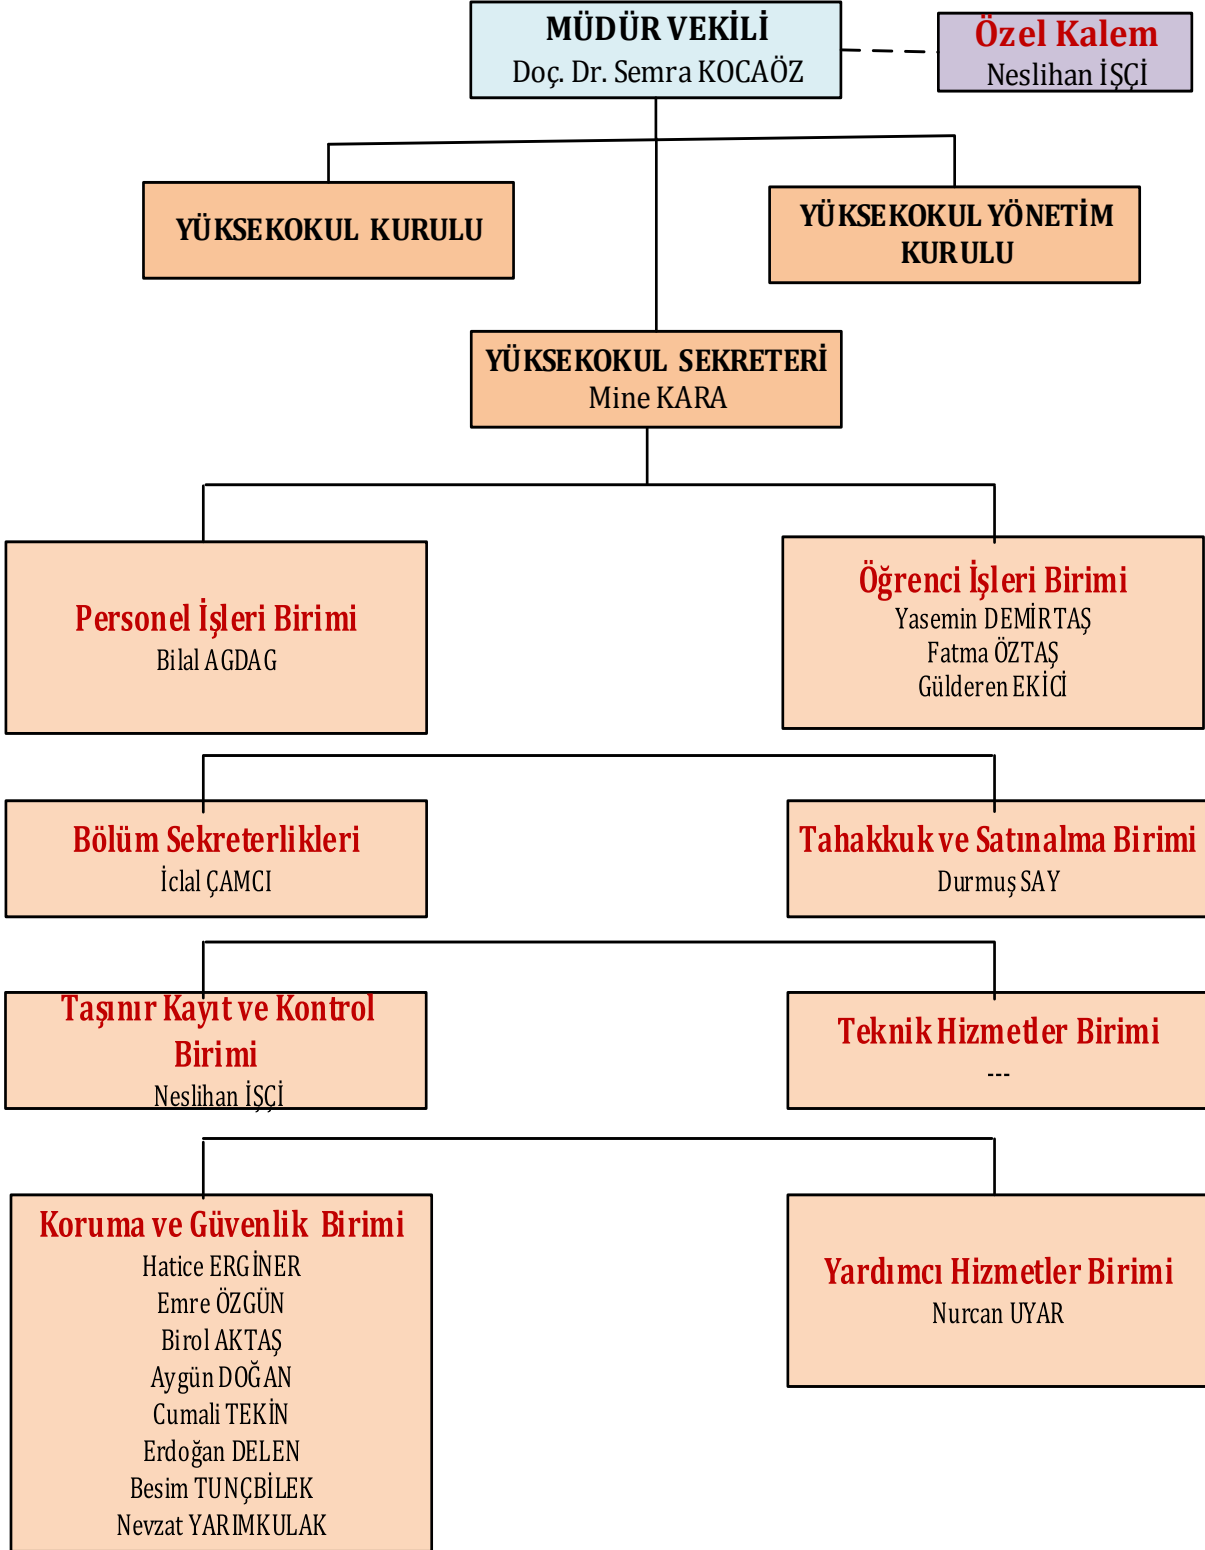 MÜDÜR VEKİLİ
Doç. Dr. Semra KOCAÖZ
Özel Kalem
Neslihan İŞÇİ
YÜKSEKOKUL KURULU
YÜKSEKOKUL YÖNETİM
KURULU
YÜKSEKOKUL SEKRETERİ
Mine KARA
Personel İşleri Birimi
Bilal AGDAG
Öğrenci İşleri Birimi
Yasemin DEMİRTAŞ
Fatma ÖZTAŞ
Gülderen EKİCİ
Bölüm Sekreterlikleri
İclal ÇAMCI
Tahakkuk ve Satınalma Birimi
Durmuş SAY
Taşınır Kayıt ve Kontrol
Birimi
Neslihan İŞÇİ
Teknik Hizmetler Birimi
---
Koruma ve Güvenlik Birimi
Hatice ERGİNER
Emre ÖZGÜN
Birol AKTAŞ
Aygün DOĞAN
Cumali TEKİN
Erdoğan DELEN
Besim TUNÇBİLEK
Nevzat YARIMKULAK
Yardımcı Hizmetler Birimi
Nurcan UYAR